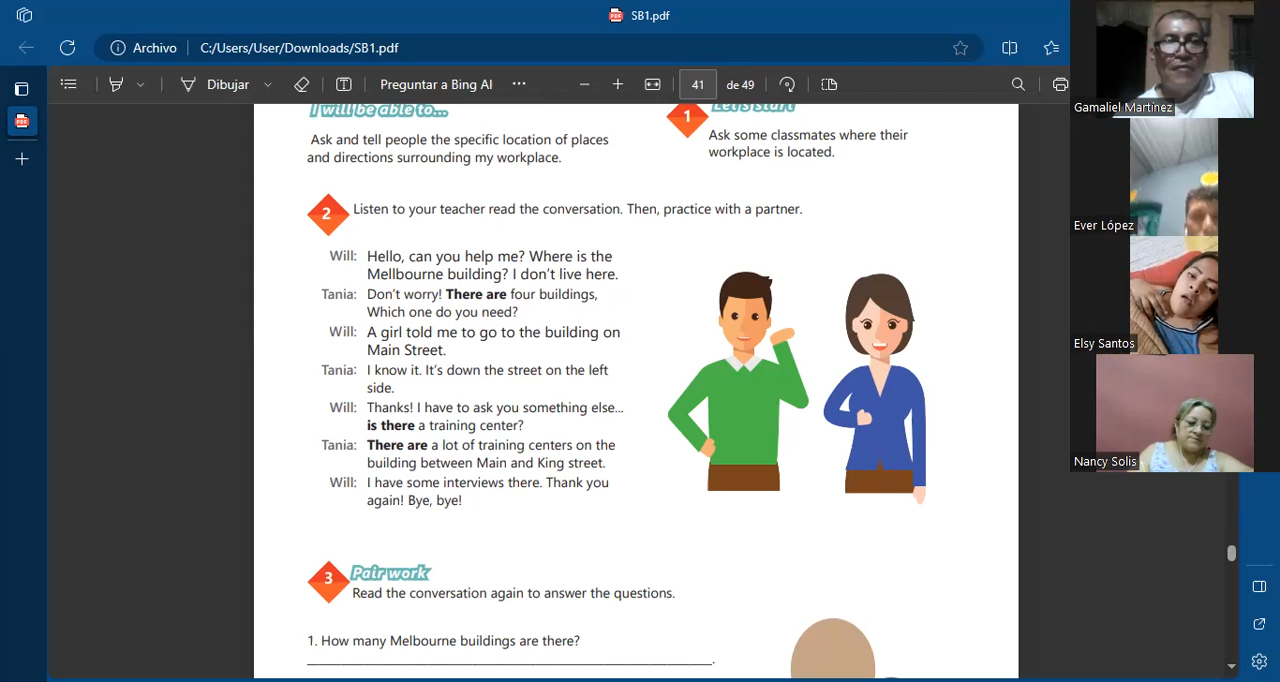 SB1.pdf
Archivo
C:/Users/User/Downloads/SB1.pdf
Dibujar
Preguntar a Bing AI
41
de 49
I will be able to...
Ask and tell people the specific location of places
and directions surrounding my workplace.
1
Let's start
Ask some classmates where their
workplace is located.
2
Listen to your teacher read the conversation. Then, practice with a partner.
Will: Hello, can you help me? Where is the
Mellbourne building? I don't live here.
Tania: Don't worry! There are four buildings,
Which one do you need?
Will: A girl told me to go to the building on
Main Street.
Tania: I know it. It's down the street on the left
side.
Will: Thanks! I have to ask you something else...
is there a training center?
Tania: There are a lot of training centers on the
building between Main and King street.
Will: I have some interviews there. Thank you
again! Bye, bye!
3
Pair work
Read the conversation again to answer the questions.
1. How many Melbourne buildings are there?
Gamaliel Martínez
Ever López
Elsy Santos
Nancy Solis